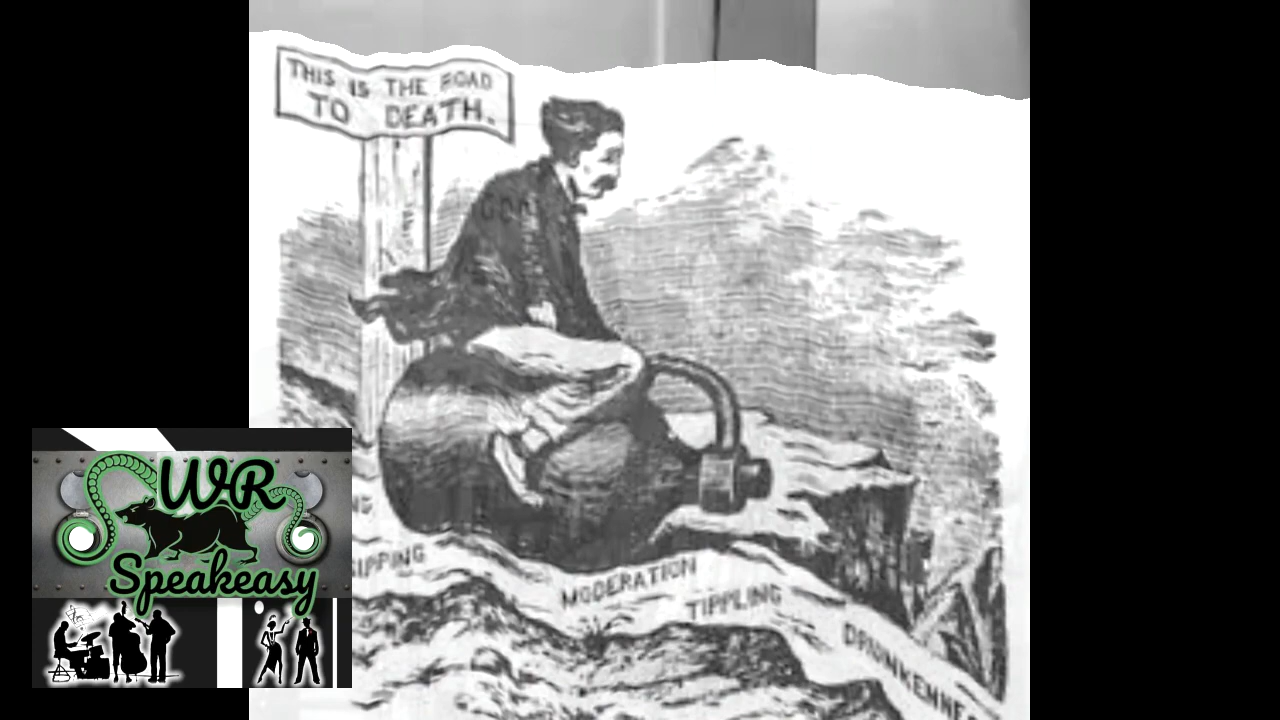 THIS IS THE ROAD
TO DEATH.
SIPPING
MODERATION
TIPPLING
DRUNKENNE
WR
Speakeasy